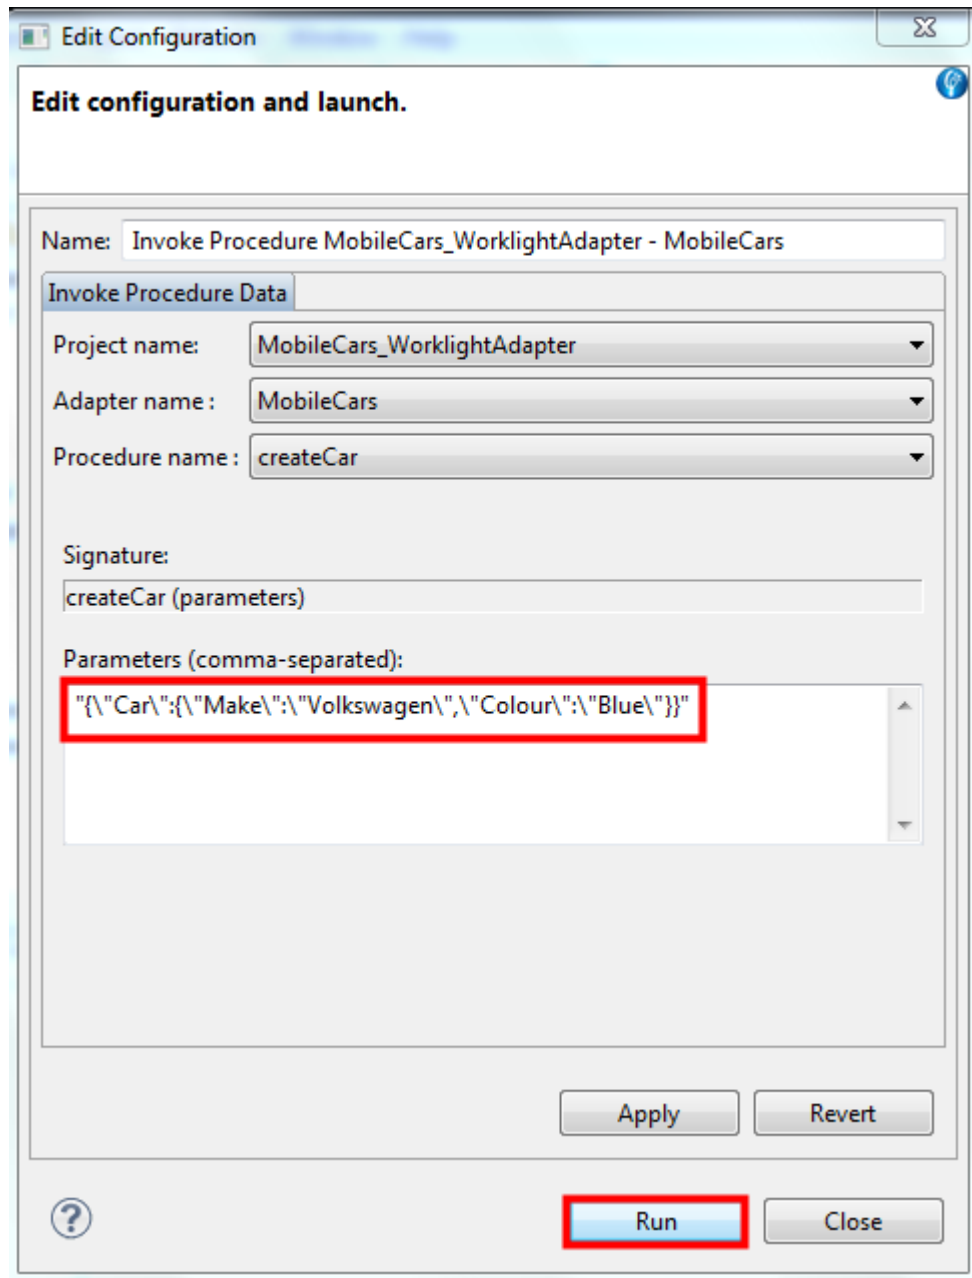 Edit Configuration
Edit configuration and launch.
Name: Invoke Procedure MobileCars_WorklightAdapter - MobileCars
Invoke Procedure Data
Project name: MobileCars_WorklightAdapter
Adapter name : MobileCars
Procedure name : createCar
Signature:
createCar (parameters)
Parameters (comma-separated):
"{\"Car\":{\"Make\":\"Volkswagen\",\"Colour\":\"Blue\"}}"
Apply Revert
? Run Close